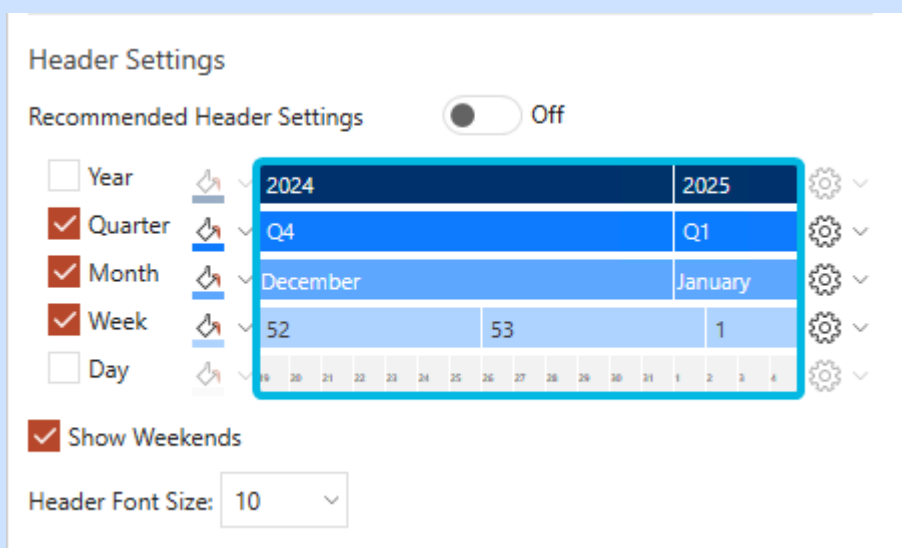 Header Settings
Recommended Header Settings Off
Year 2024 2025
Quarter Q4 Q1
Month December January
Week 52 53 1
Day 19 20 21 22 23 24 25 26 27 28 29 30 31 1 2 3 4
Show Weekends
Header Font Size: 10